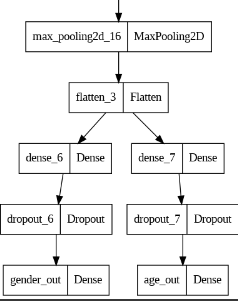 max_pooling2d_16 MaxPooling2D
flatten_3 Flatten
dense_6 Dense dense_7 Dense
dropout_6 Dropout dropout_7 Dropout
gender_out Dense age_out Dense